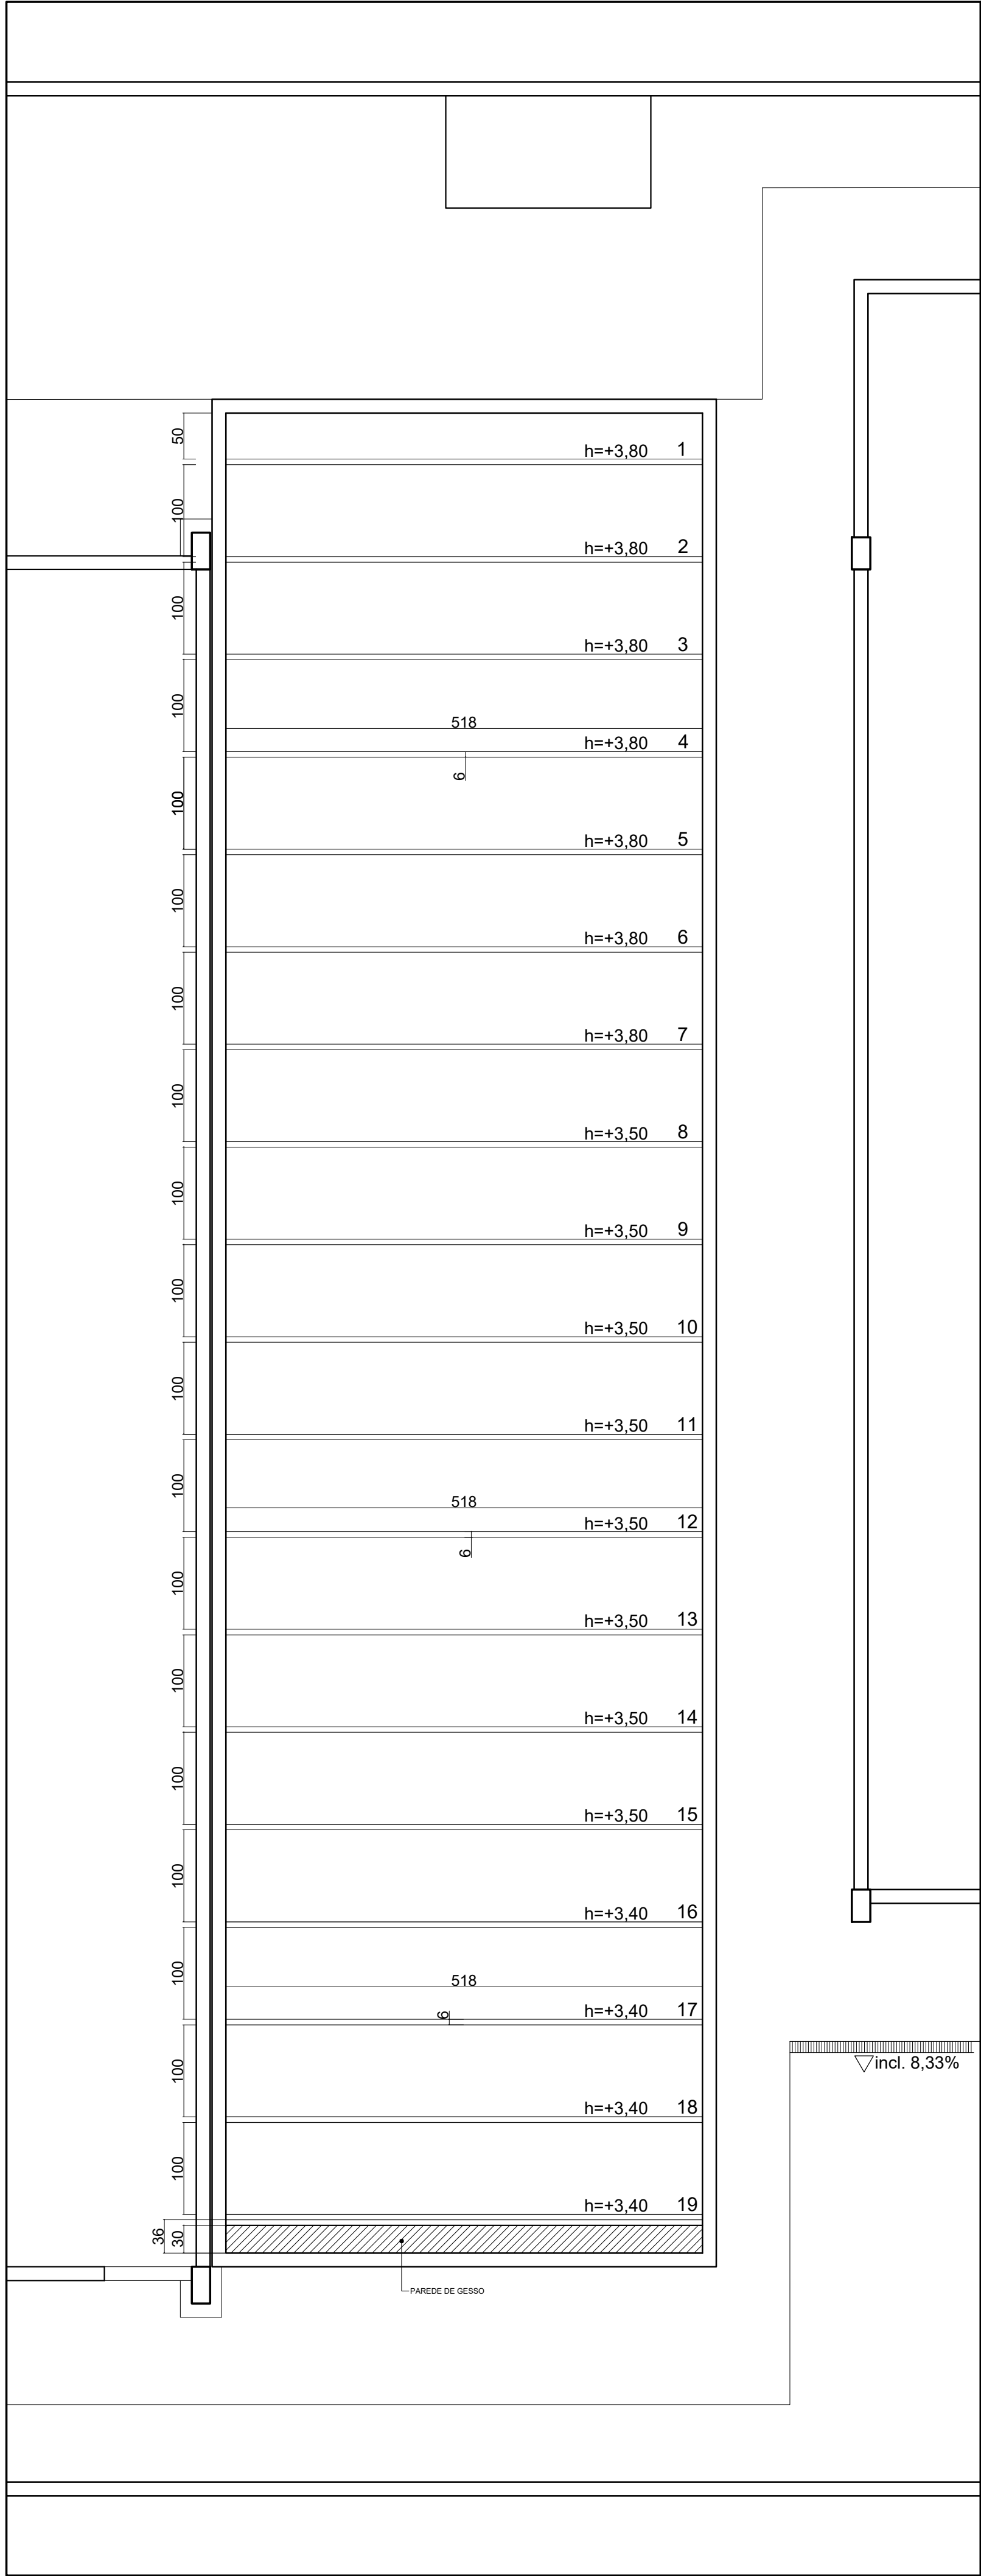 50
h=+3,80 1
100
h=+3,80 2
100
h=+3,80 3
100
518
h=+3,80 4
6
100
h=+3,80 5
100
h=+3,80 6
100
h=+3,80 7
100
h=+3,50 8
100
h=+3,50 9
100
h=+3,50 10
100
h=+3,50 11
100
518
h=+3,50 12
6
100
h=+3,50 13
100
h=+3,50 14
100
h=+3,50 15
100
h=+3,40 16
100
518
h=+3,40 17
6
incl. 8,33%
100
h=+3,40 18
100
h=+3,40 19
36
30
PAREDE DE GESSO